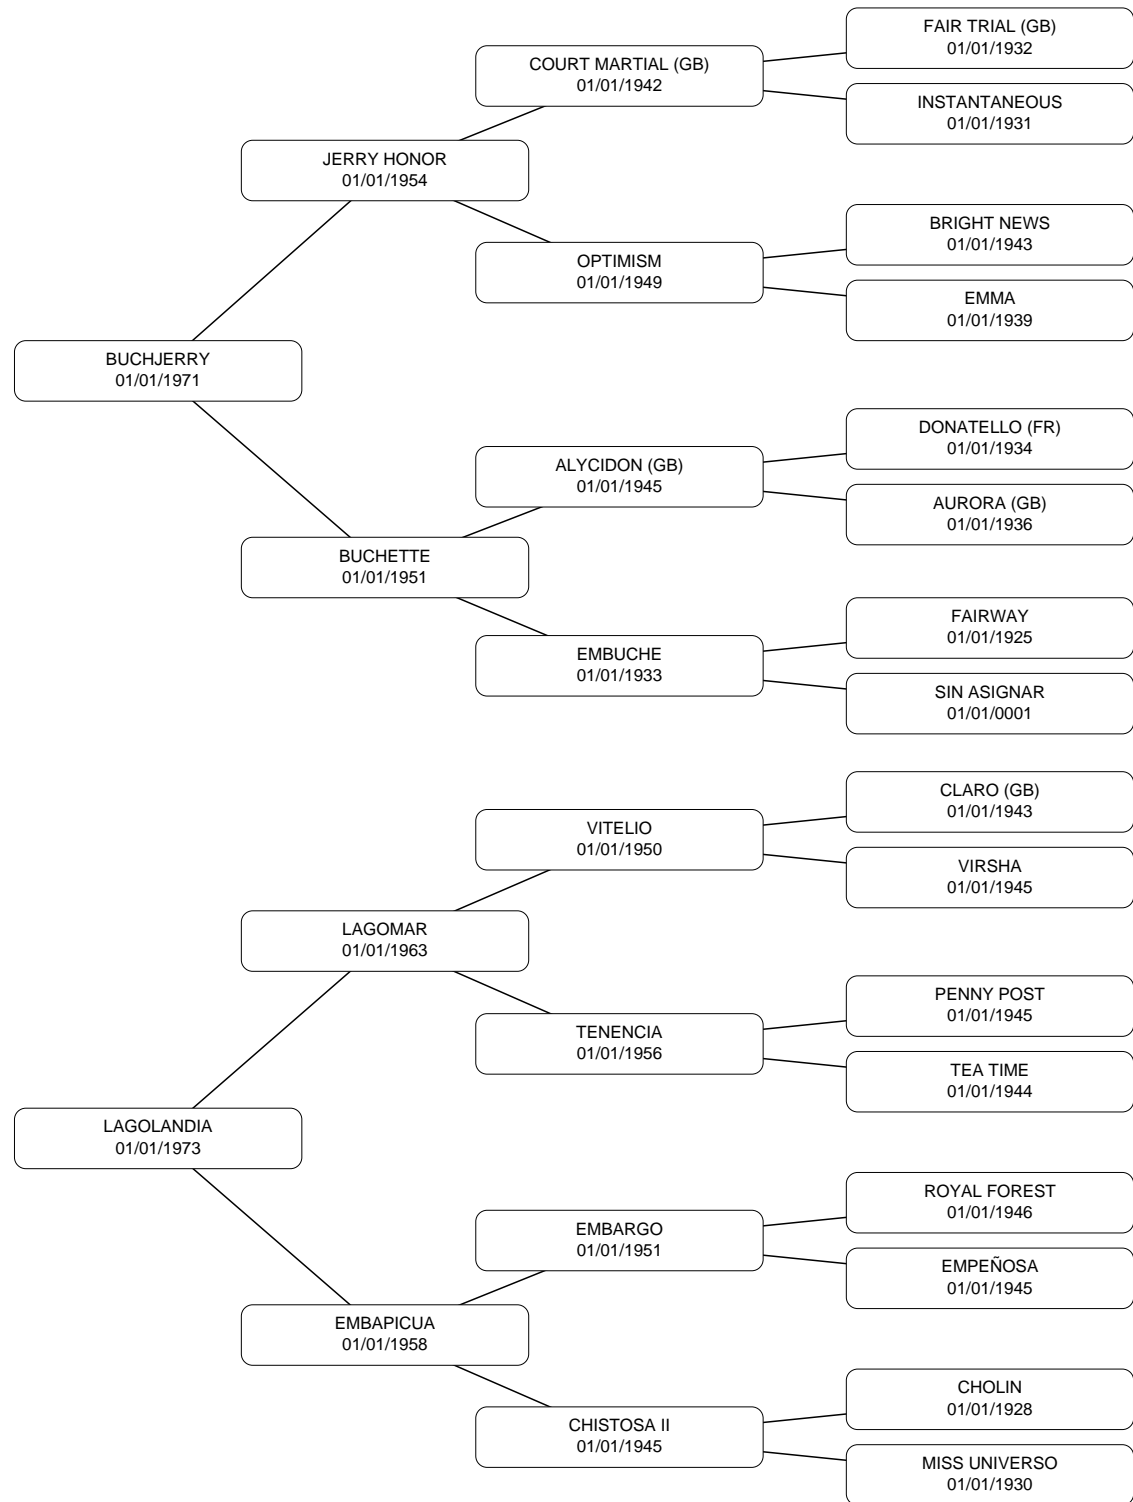 FAIR TRIAL (GB)
01/01/1932
COURT MARTIAL (GB)
01/01/1942
INSTANTANEOUS
01/01/1931
JERRY HONOR
01/01/1954
BRIGHT NEWS
01/01/1943
OPTIMISM
01/01/1949
EMMA
01/01/1939
BUCHJERRY
01/01/1971
DONATELLO (FR)
01/01/1934
ALYCIDON (GB)
01/01/1945
AURORA (GB)
01/01/1936
BUCHETTE
01/01/1951
FAIRWAY
01/01/1925
EMBUCHE
01/01/1933
SIN ASIGNAR
01/01/0001
CLARO (GB)
01/01/1943
VITELIO
01/01/1950
VIRSHA
01/01/1945
LAGOMAR
01/01/1963
PENNY POST
01/01/1945
TENENCIA
01/01/1956
TEA TIME
01/01/1944
LAGOLANDIA
01/01/1973
ROYAL FOREST
01/01/1946
EMBARGO
01/01/1951
EMPEÑOSA
01/01/1945
EMBAPICUA
01/01/1958
CHOLIN
01/01/1928
CHISTOSA II
01/01/1945
MISS UNIVERSO
01/01/1930